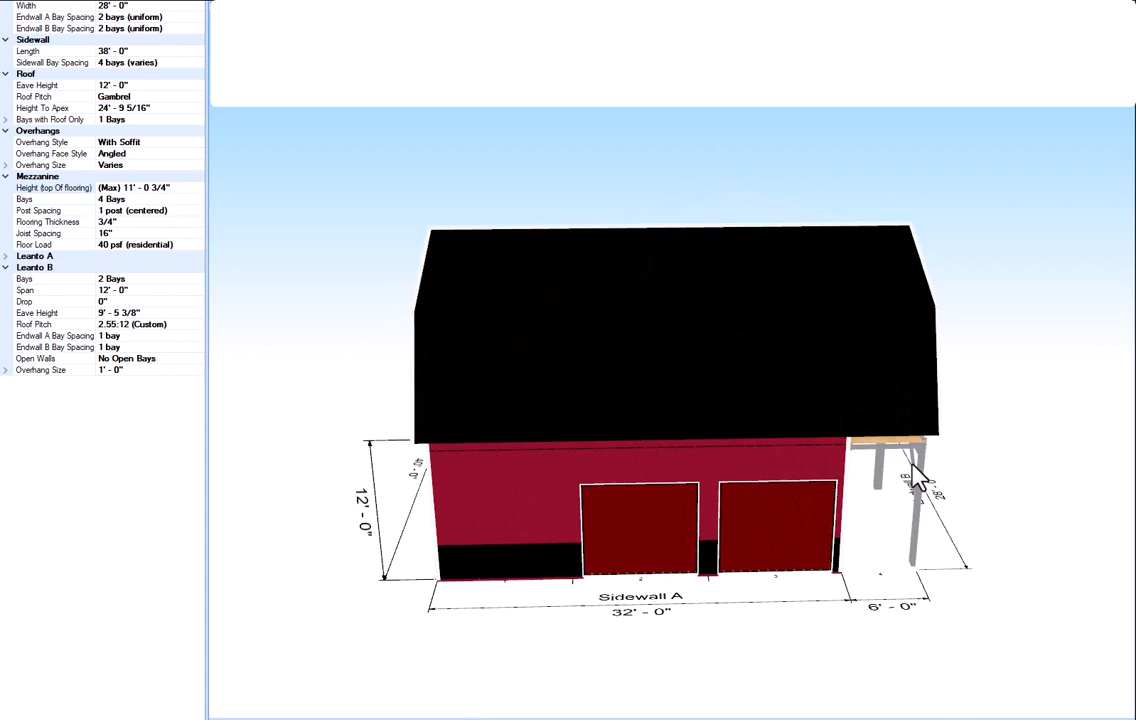 Width 28' - 0"
Endwall A Bay Spacing 2 bays (uniform)
Endwall B Bay Spacing 2 bays (uniform)
Sidewall
Length 38' - 0"
Sidewall Bay Spacing 4 bays (varies)
Roof
Eave Height 12' - 0"
Roof Pitch Gambrel
Height To Apex 24' - 9 5/16"
Bays with Roof Only 1 Bays
Overhangs
Overhang Style With Soffit
Overhang Face Style Angled
Overhang Size Varies
Mezzanine
Height (top Of flooring) (Max) 11' - 0 3/4"
Bays 4 Bays
Post Spacing 1 post (centered)
Flooring Thickness 3/4"
Joist Spacing 16"
Floor Load 40 psf (residential)
Leanto A
Leanto B
Bays 2 Bays
Span 12' - 0"
Drop 0"
Eave Height 9' - 5 3/8"
Roof Pitch 2.55:12 (Custom)
Endwall A Bay Spacing 1 bay
Endwall B Bay Spacing 1 bay
Open Walls No Open Bays
Overhang Size 1' - 0"
40' - 0"
12' - 0"
28' - 0"
2
3
4
Sidewall A
32' - 0"
6' - 0"